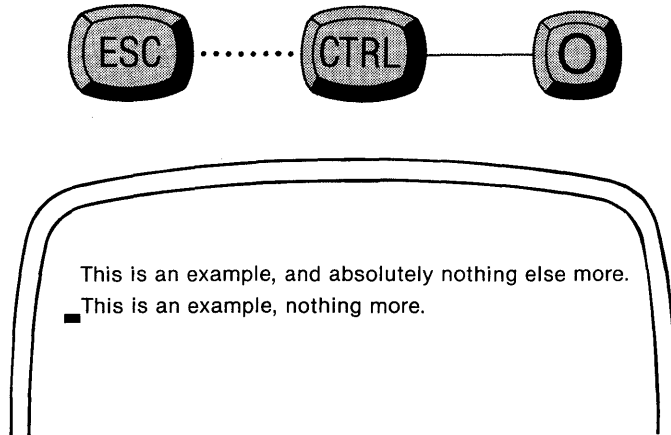 ESC CTRL O
This is an example, and absolutely nothing else more.
This is an example, nothing more.